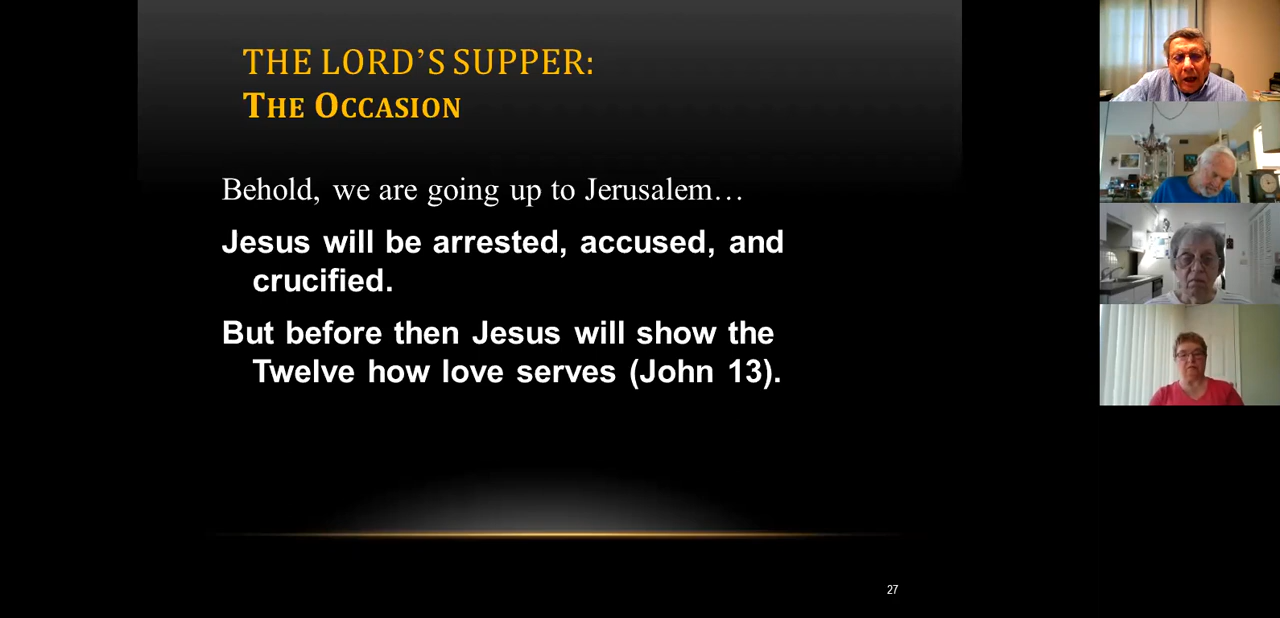 THE LORD’S SUPPER:
THE OCCASION
Behold, we are going up to Jerusalem…
Jesus will be arrested, accused, and
crucified.
But before then Jesus will show the
Twelve how love serves (John 13).
27